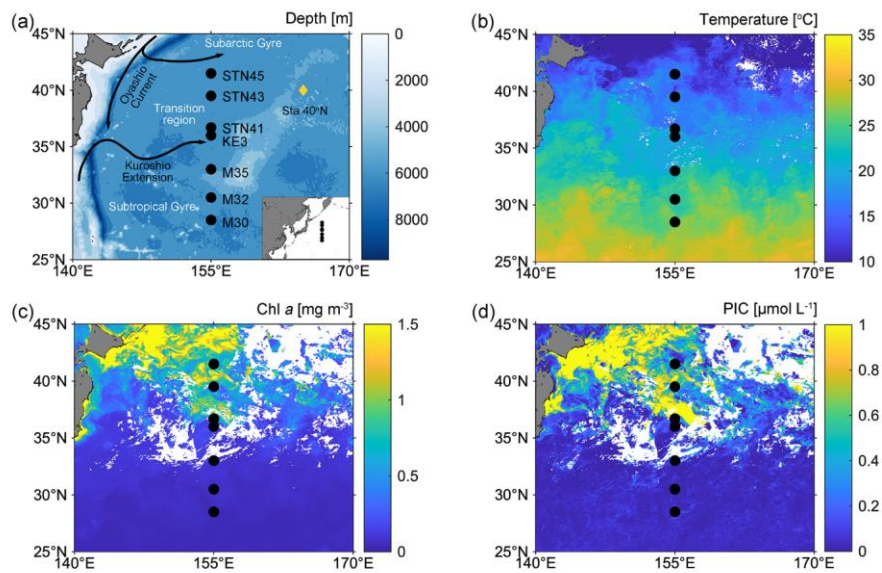 (a)
Depth [m]
45°N
40°N
35°N
30°N
25°N
140°E
155°E
170°E
0
2000
4000
6000
8000
Subarctic Gyre
Oyashio
Current
STN45
STN43
Sta 40°N
Transition
region
STN41
KE3
Kuroshio
Extension
M35
Subtropical Gyre
M32
M30
(b)
Temperature [°C]
45°N
40°N
35°N
30°N
25°N
140°E
155°E
170°E
35
30
25
20
15
10
(c)
Chl a [mg m-3]
45°N
40°N
35°N
30°N
25°N
140°E
155°E
170°E
1.5
1
0.5
0
(d)
PIC [µmol L-1]
45°N
40°N
35°N
30°N
25°N
140°E
155°E
170°E
1
0.8
0.6
0.4
0.2
0